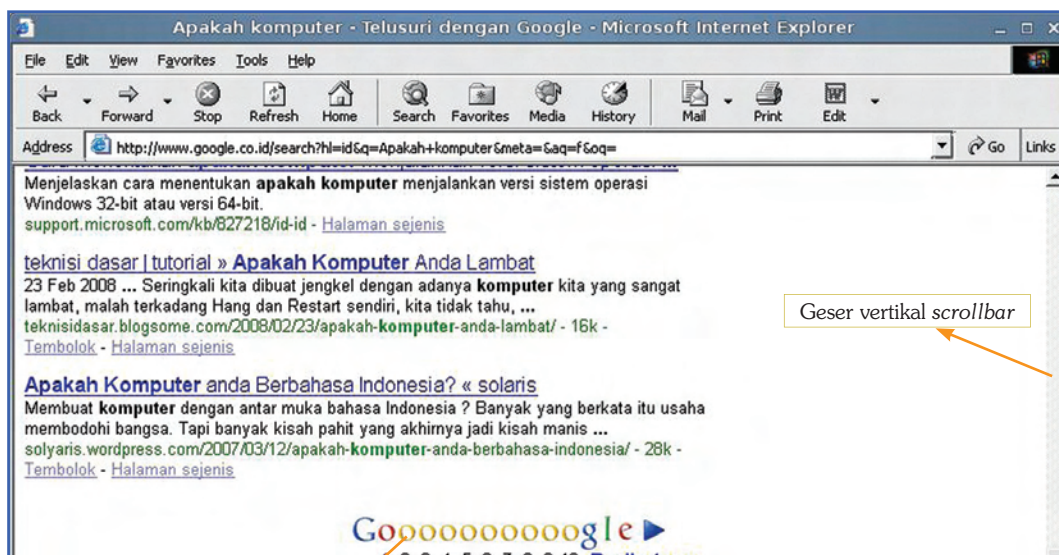 Apakah komputer - Telusuri dengan Google - Microsoft Internet Explorer
File Edit View Favorites Tools Help
Back Forward Stop Refresh Home Search Favorites Media History Mail Print Edit
Address http://www.google.co.id/search?hl=id&q=Apakah+komputer&meta=&aq=f&oq= Go Links
Menjelaskan cara menentukan apakah komputer menjalankan versi sistem operasi
Windows 32-bit atau versi 64-bit.
support.microsoft.com/kb/827218/id-id - Halaman sejenis
teknisi dasar | tutorial » Apakah Komputer Anda Lambat
23 Feb 2008 ... Seringkali kita dibuat jengkel dengan adanya komputer kita yang sangat
lambat, malah terkadang Hang dan Restart sendiri, kita tidak tahu, ...
teknisidasar.blogsome.com/2008/02/23/apakah-komputer-anda-lambat/ - 16k -
Tembolok - Halaman sejenis
Geser vertikal scrollbar
Apakah Komputer anda Berbahasa Indonesia? « solaris
Membuat komputer dengan antar muka bahasa Indonesia ? Banyak yang berkata itu usaha
membodohi bangsa. Tapi banyak kisah pahit yang akhirnya jadi kisah manis ...
solyaris.wordpress.com/2007/03/12/apakah-komputer-anda-berbahasa-indonesia/ - 28k -
Tembolok - Halaman sejenis
Goooooooooogle